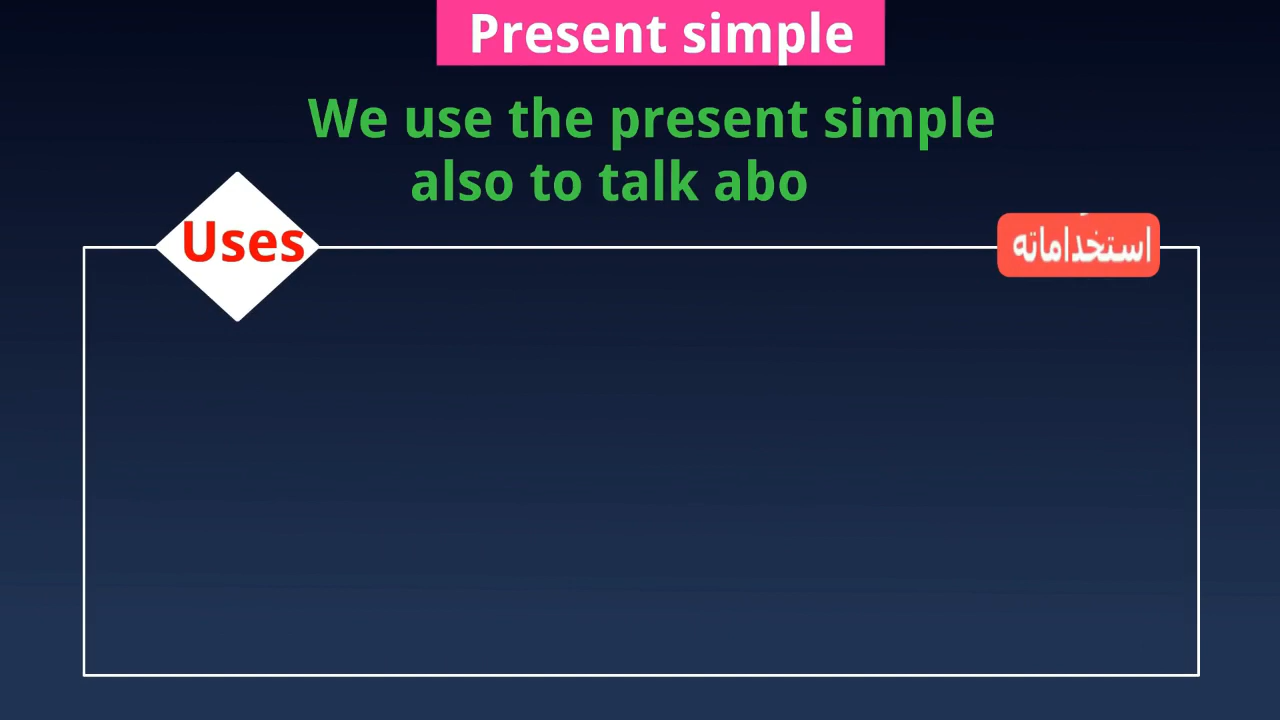 Present simple
We use the present simple
also to talk abo
Uses
استخداماته